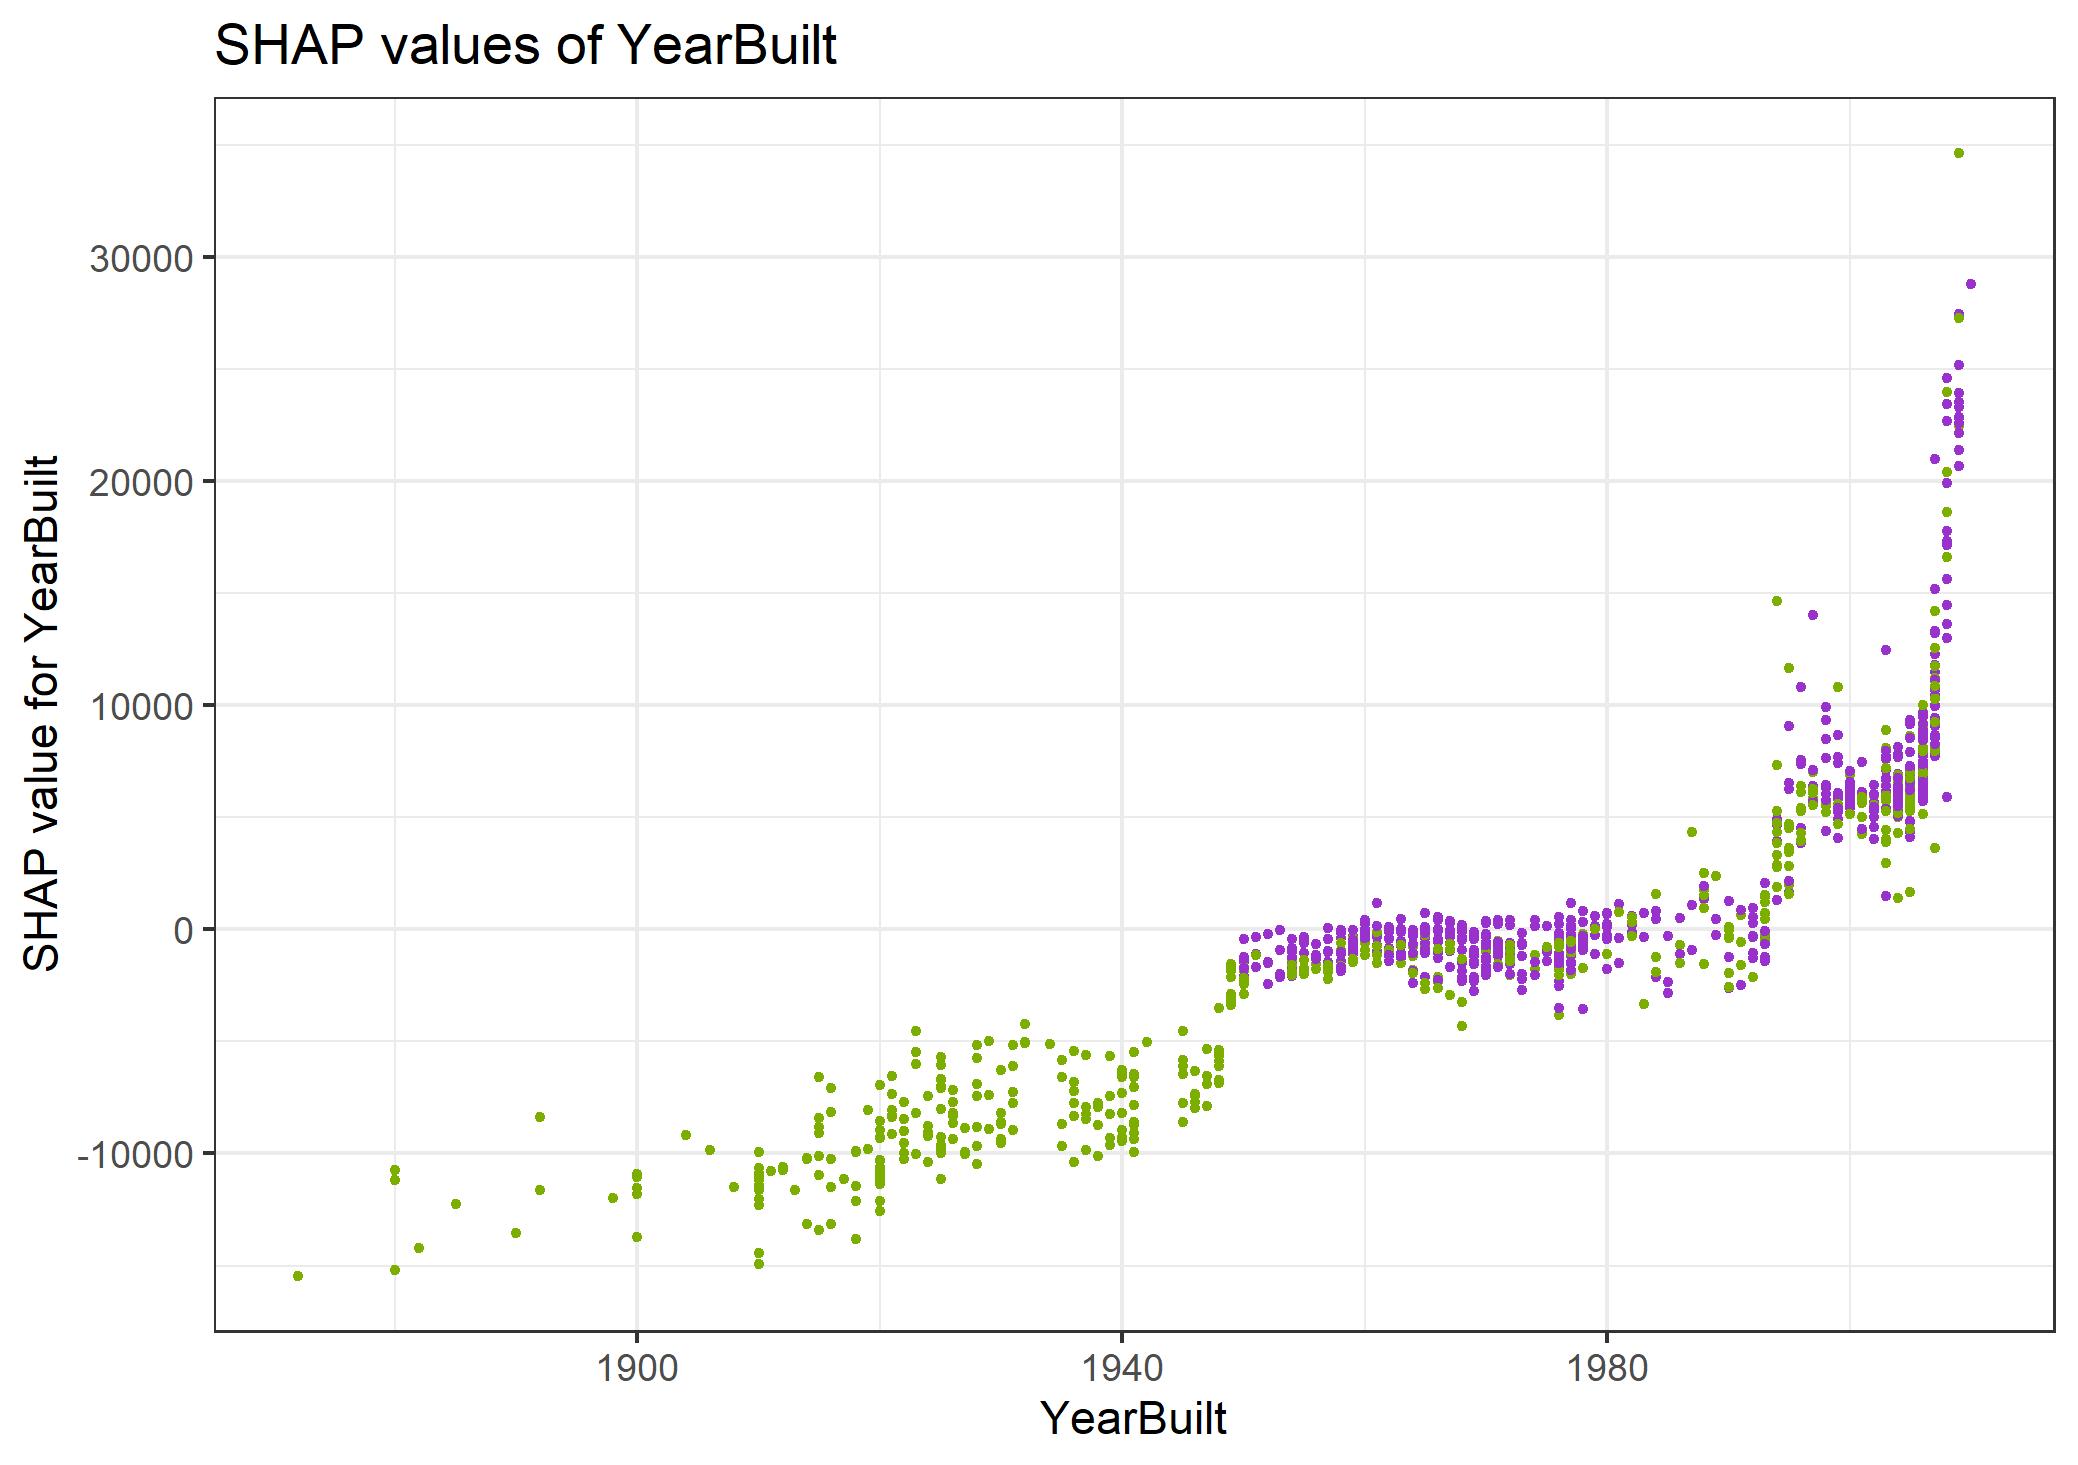 SHAP values of YearBuilt
SHAP value for YearBuilt
30000
20000
10000
0
-10000
1900 1940 1980
YearBuilt